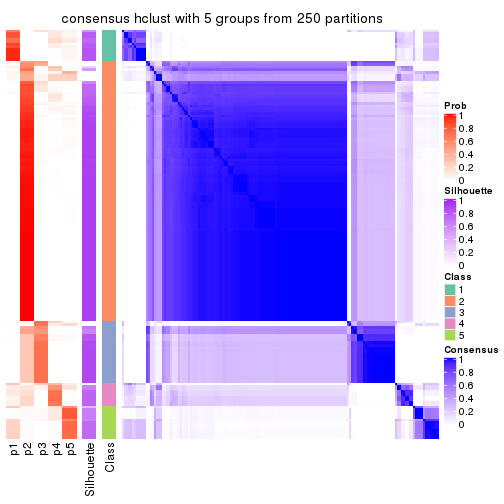 consensus hclust with 5 groups from 250 partitions
Prob
1
0.8
0.6
0.4
0.2
0
Silhouette
1
0.8
0.6
0.4
0.2
0
Class
1
2
3
4
5
Consensus
1
0.8
0.6
0.4
0.2
0
p1
p2
p3
p4
p5
Silhouette
Class